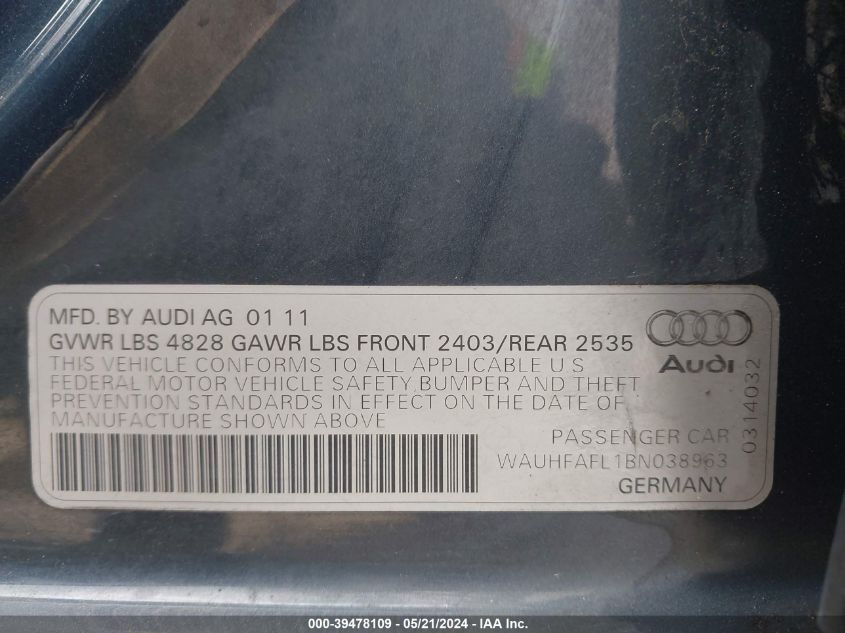 MFD. BY AUDI AG 01 11
GVWR LBS 4828 GAWR LBS FRONT 2403/REAR 2535
THIS VEHICLE CONFORMS TO ALL APPLICABLE U S
FEDERAL MOTOR VEHICLE SAFETY,BUMPER AND THEFT
PREVENTION STANDARDS IN EFFECT ON THE DATE OF
MANUFACTURE SHOWN ABOVE
PASSENGER CAR
WAUHFAFL1BN038963
GERMANY
Audi
0314032
000-39478109 - 05/21/2024 - IAA Inc.